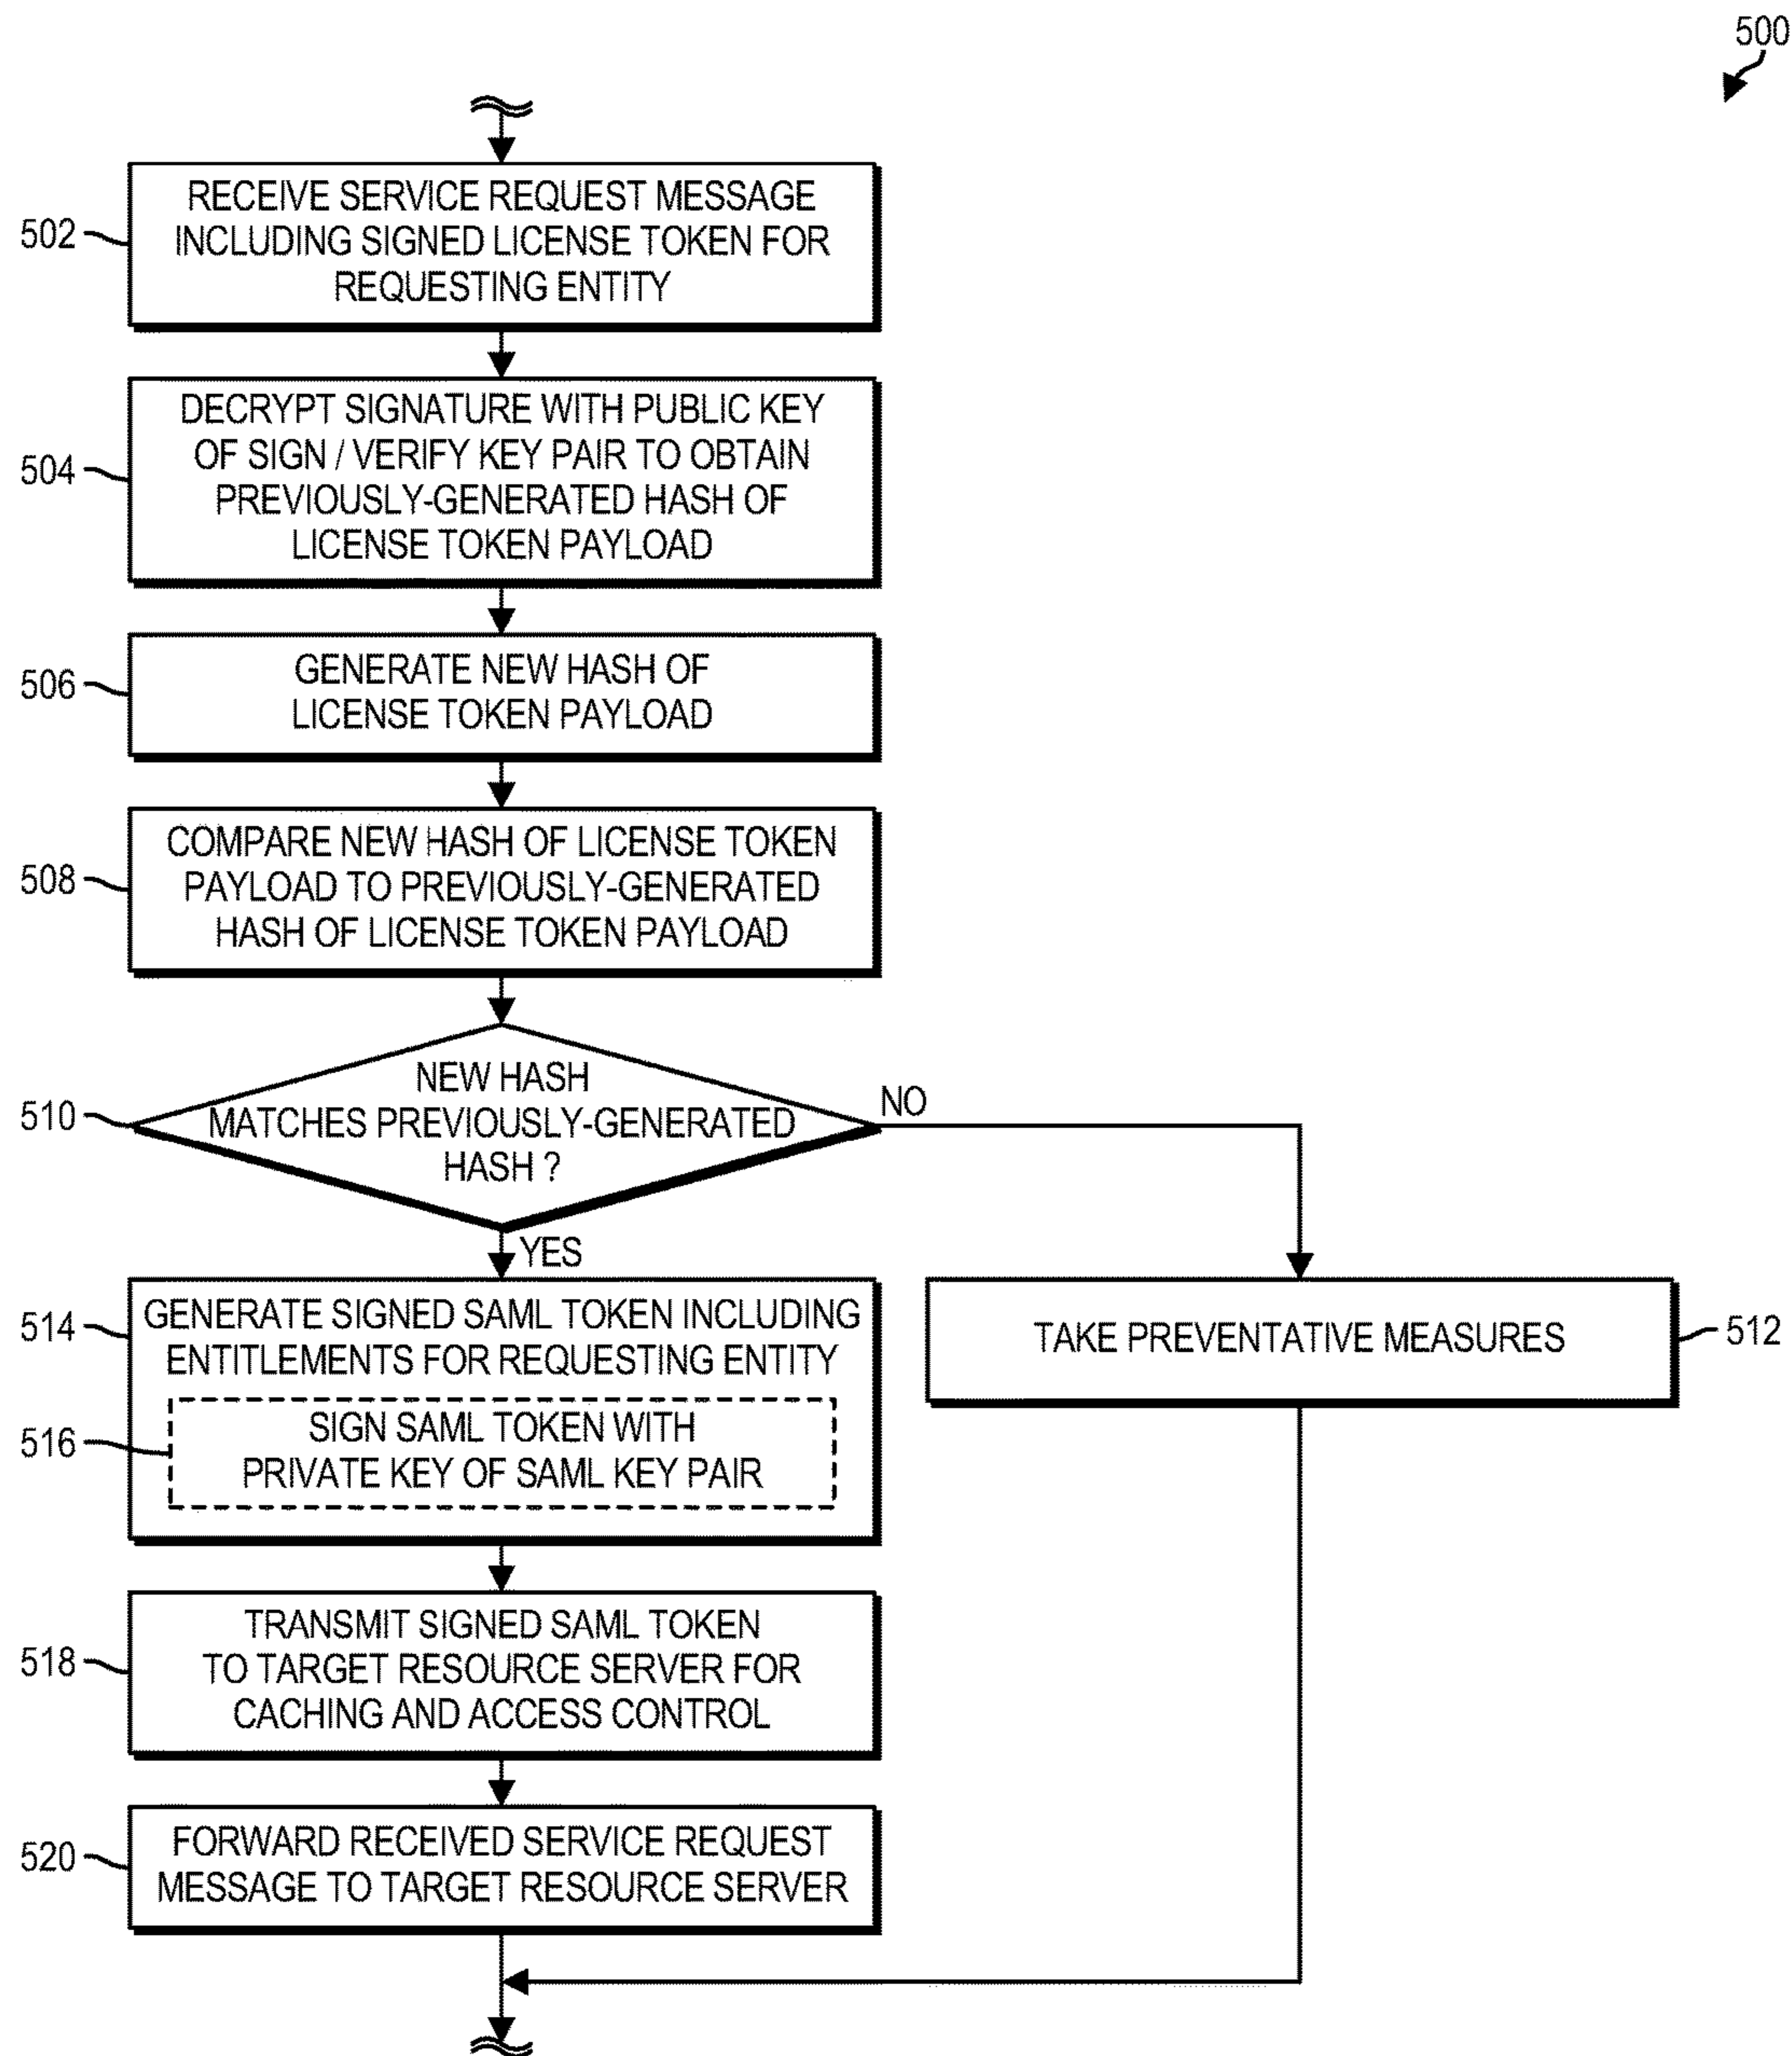 500
RECEIVE SERVICE REQUEST MESSAGE
INCLUDING SIGNED LICENSE TOKEN FOR
REQUESTING ENTITY
502
DECRYPT SIGNATURE WITH PUBLIC KEY
OF SIGN / VERIFY KEY PAIR TO OBTAIN
PREVIOUSLY-GENERATED HASH OF
LICENSE TOKEN PAYLOAD
504
GENERATE NEW HASH OF
LICENSE TOKEN PAYLOAD
506
COMPARE NEW HASH OF LICENSE TOKEN
PAYLOAD TO PREVIOUSLY-GENERATED
HASH OF LICENSE TOKEN PAYLOAD
508
NEW HASH
MATCHES PREVIOUSLY-GENERATED
HASH ?
510
NO
YES
GENERATE SIGNED SAML TOKEN INCLUDING
ENTITLEMENTS FOR REQUESTING ENTITY
514
SIGN SAML TOKEN WITH
PRIVATE KEY OF SAML KEY PAIR
516
TAKE PREVENTATIVE MEASURES
512
TRANSMIT SIGNED SAML TOKEN
TO TARGET RESOURCE SERVER FOR
CACHING AND ACCESS CONTROL
518
FORWARD RECEIVED SERVICE REQUEST
MESSAGE TO TARGET RESOURCE SERVER
520